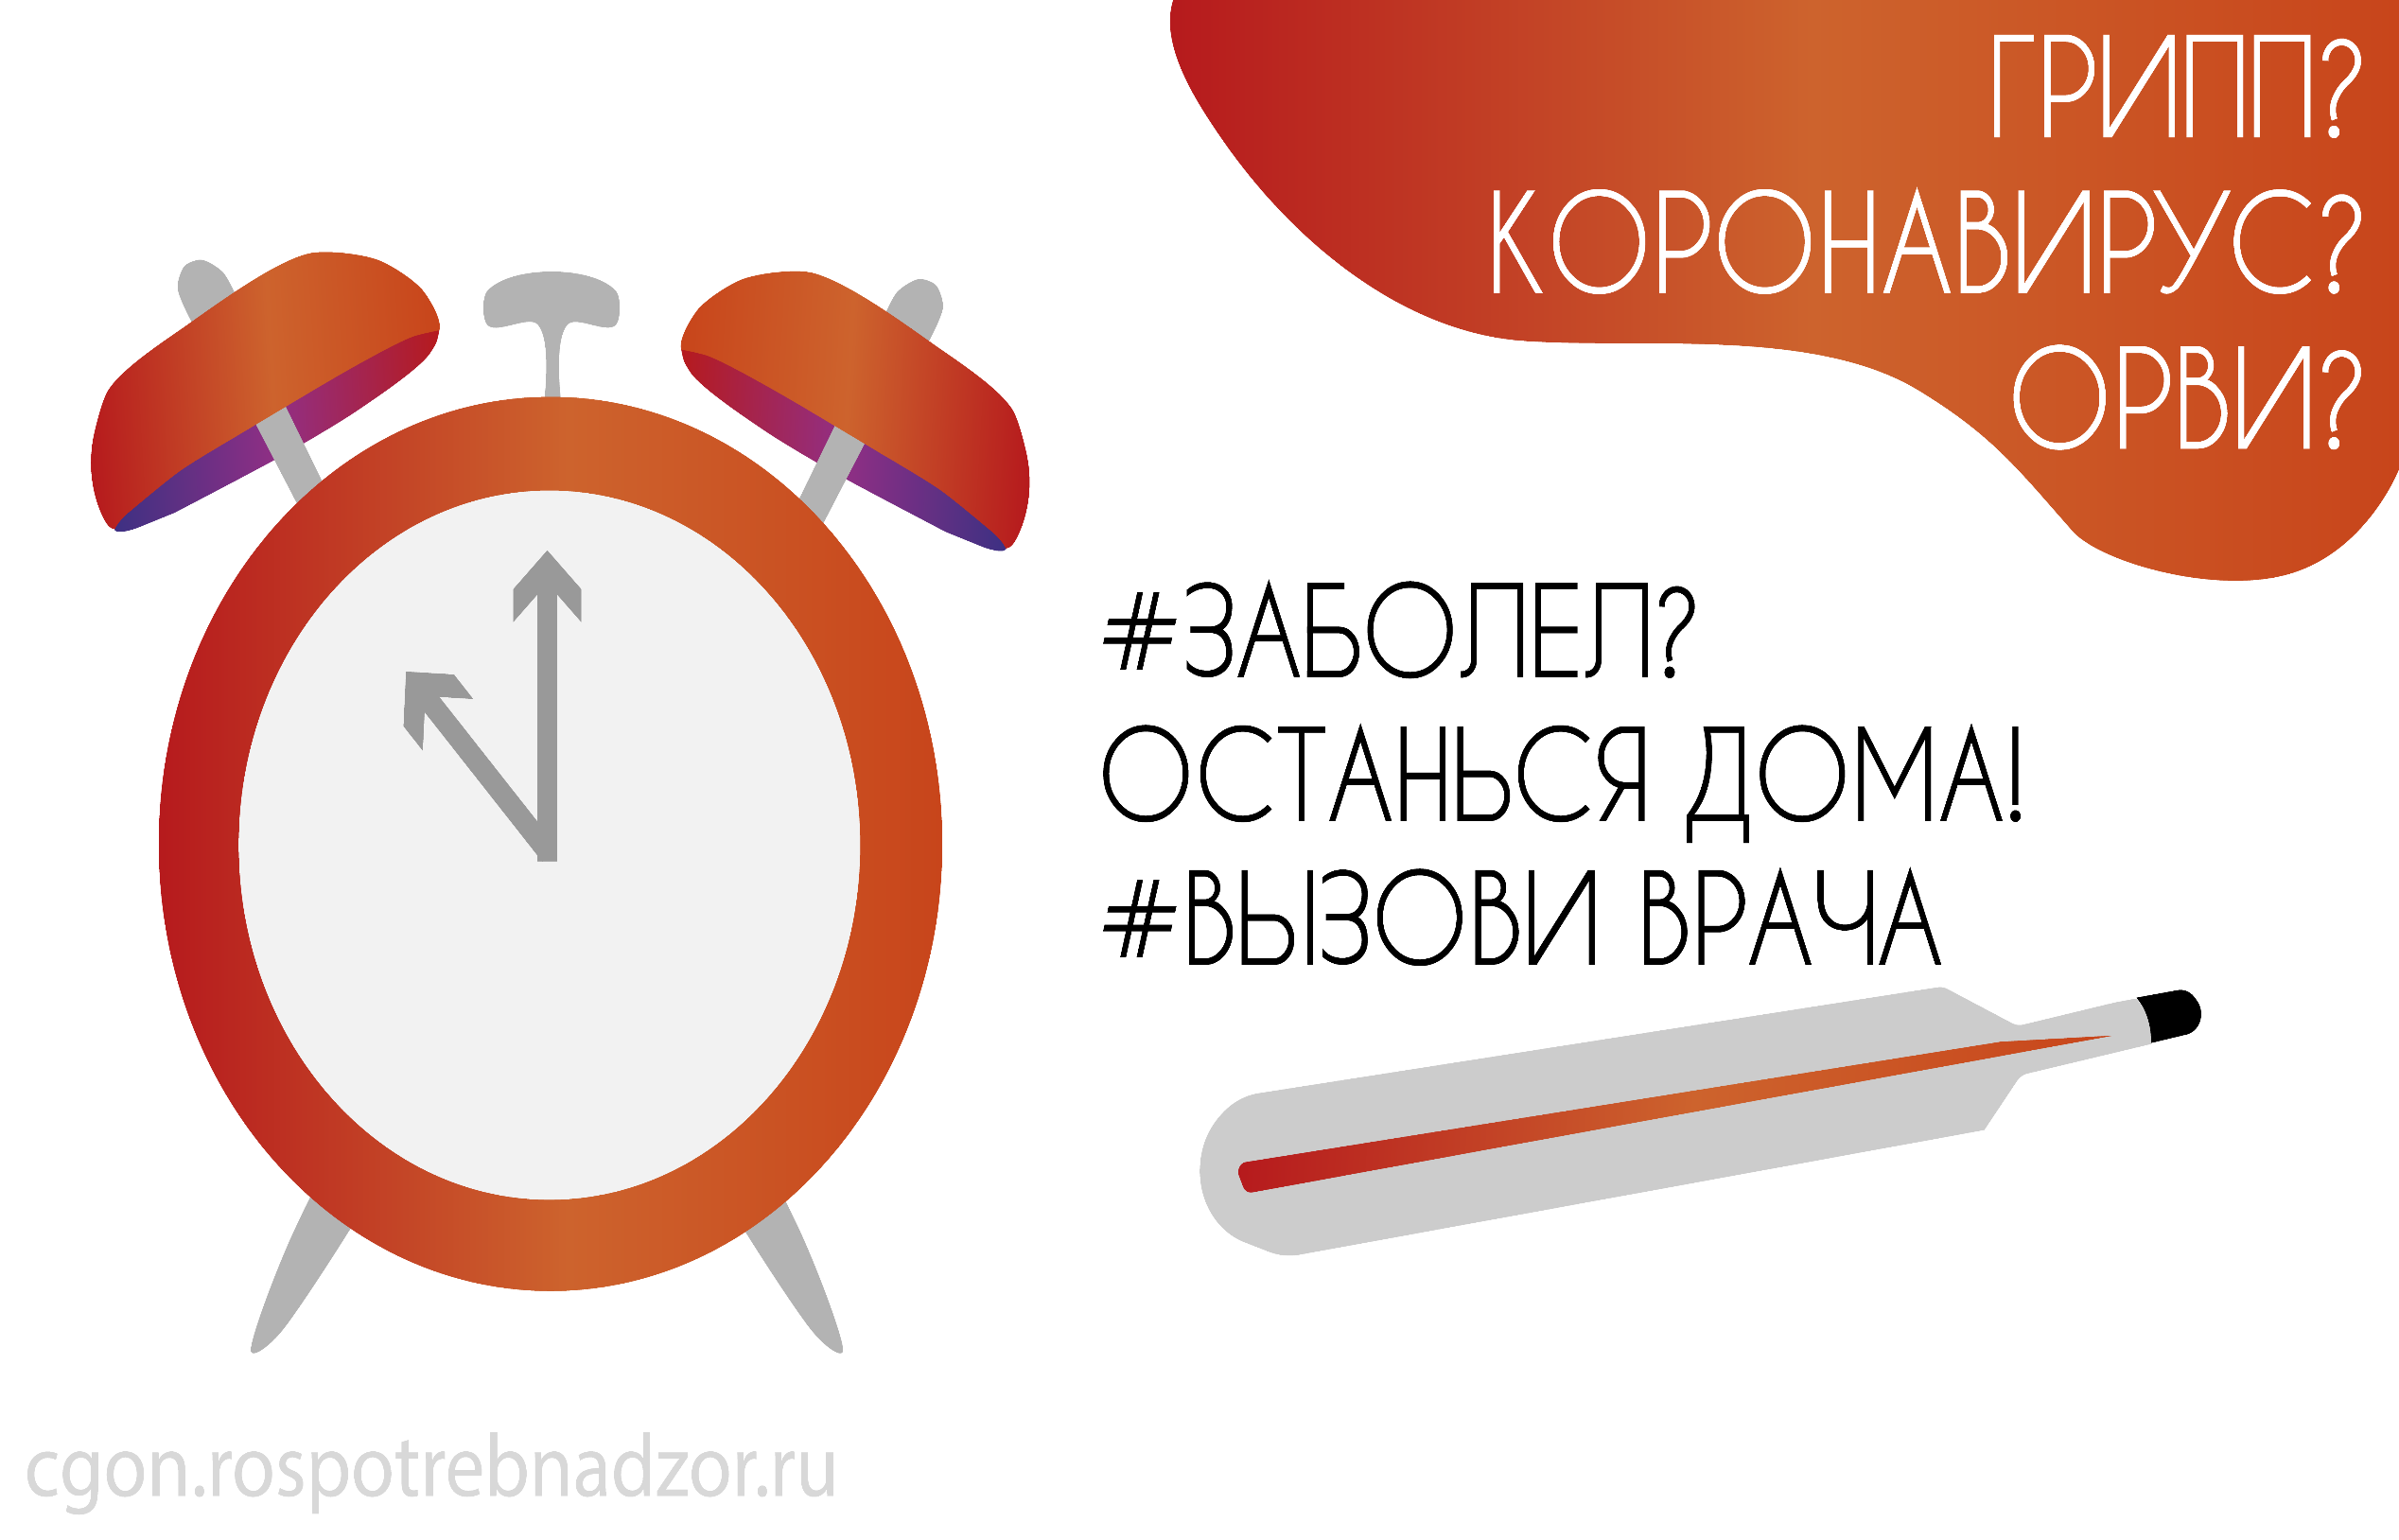 ГРИПП?
КОРОНАВИРУС?
ОРВИ?
#ЗАБОЛЕЛ?
ОСТАНЬСЯ ДОМА!
#ВЫЗОВИ ВРАЧА
cgon.rospotrebnadzor.ru